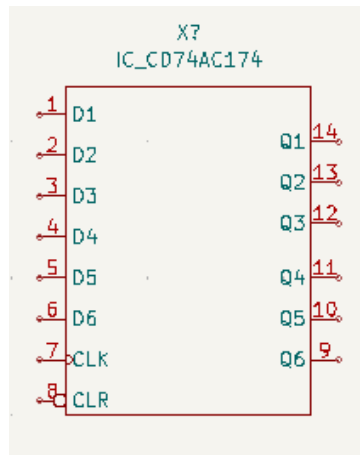 X?
IC_CD74AC174
1 D1
Q1 14
2 D2
Q2 13
3 D3
Q3 12
4 D4
5 D5
Q4 11
6 D6
Q5 10
7 CLK
Q6 9
8 CLR